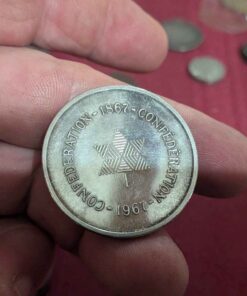 1867 - CONFÉDÉRATION - 1967 - CONFEDERATION -